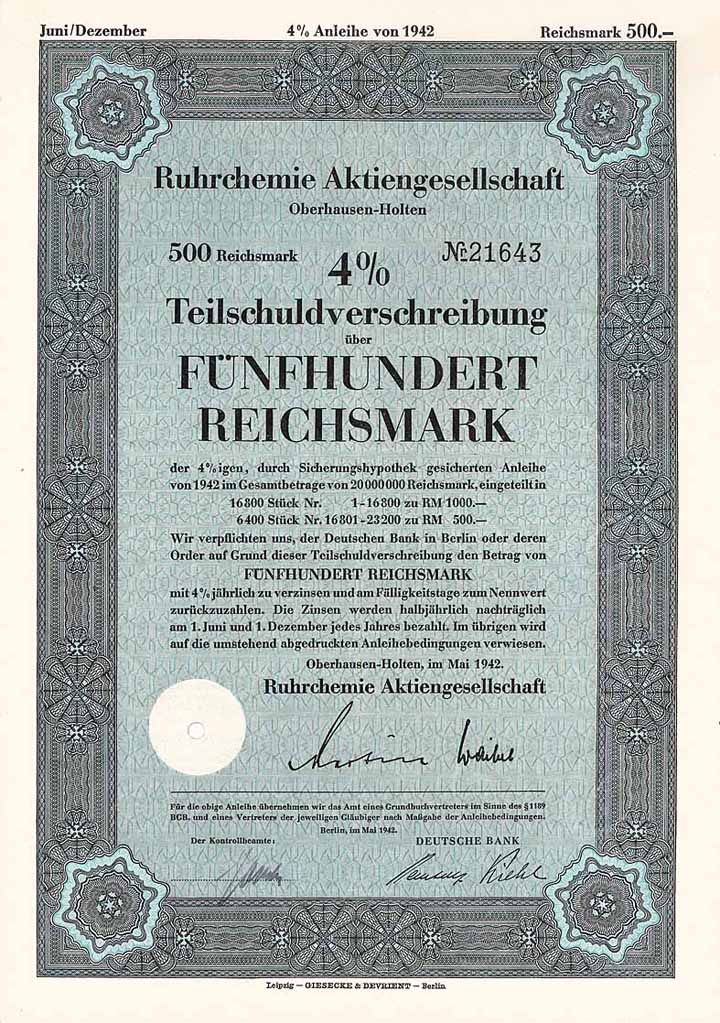 Juni/Dezember 4% Anleihe von 1942 Reichsmark 500.—
Ruhrchemie Aktiengesellschaft
Oberhausen-Holten
500 Reichsmark 4% № 21643
Teilschuldverschreibung
über
FÜNFHUNDERT
REICHSMARK
der 4%igen, durch Sicherungshypothek gesicherten Anleihe
von 1942 im Gesamtbetrage von 20000000 Reichsmark, eingeteilt in
16800 Stück Nr. 1-16800 zu RM 1000.—
6400 Stück Nr. 16801-23200 zu RM 500.—
Wir verpflichten uns, der Deutschen Bank in Berlin oder deren
Order auf Grund dieser Teilschuldverschreibung den Betrag von
FÜNFHUNDERT REICHSMARK
mit 4% jährlich zu verzinsen und am Fälligkeitstage zum Nennwert
zurückzuzahlen. Die Zinsen werden halbjährlich nachträglich
am 1. Juni und 1. Dezember jedes Jahres bezahlt. Im übrigen wird
auf die umstehend abgedruckten Anleihebedingungen verwiesen.
Oberhausen-Holten, im Mai 1942.
Ruhrchemie Aktiengesellschaft
Für die obige Anleihe übernehmen wir das Amt eines Grundbuchvertreters im Sinne des §1189
BGB. und eines Vertreters der jeweiligen Gläubiger nach Maßgabe der Anleihebedingungen.
Berlin, im Mai 1942.
Der Kontrollbeamte: DEUTSCHE BANK
Leipzig — GIESECKE & DEVRIENT — Berlin